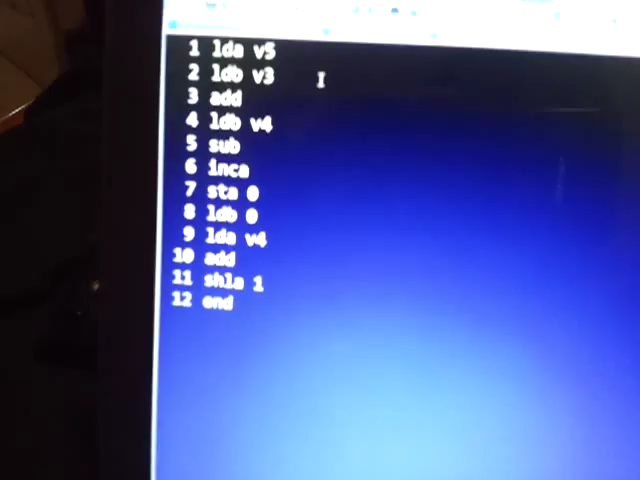 1 lda v5
2 ldb v3
3 add
4 ldb v4
5 sub
6 inca
7 sta 0
8 ldb 0
9 lda v4
10 add
11 shla 1
12 end